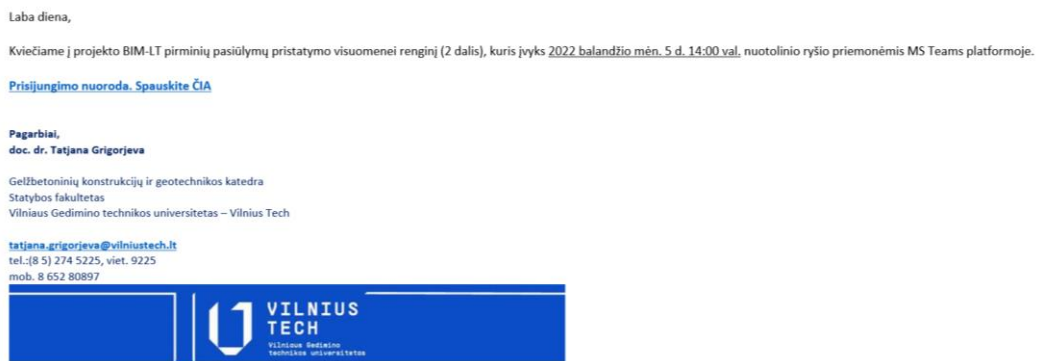 Laba diena,
Kviečiame į projekto BIM-LT pirminių pasiūlymų pristatymo visuomenei renginį (2 dalis), kuris įvyks 2022 balandžio mėn. 5 d. 14:00 val. nuotolinio ryšio priemonėmis MS Teams platformoje.
Prisijungimo nuoroda. Spauskite ČIA
Pagarbiai,
doc. dr. Tatjana Grigorjeva
Gelžbetoninių konstrukcijų ir geotechnikos katedra
Statybos fakultetas
Vilniaus Gedimino technikos universitetas – Vilnius Tech
tatjana.grigorjeva@vilniustech.lt
tel.:(8 5) 274 5225, viet. 9225
mob. 8 652 80897
VILNIUS
TECH
Vilniaus Gedimino
technikos universitetas